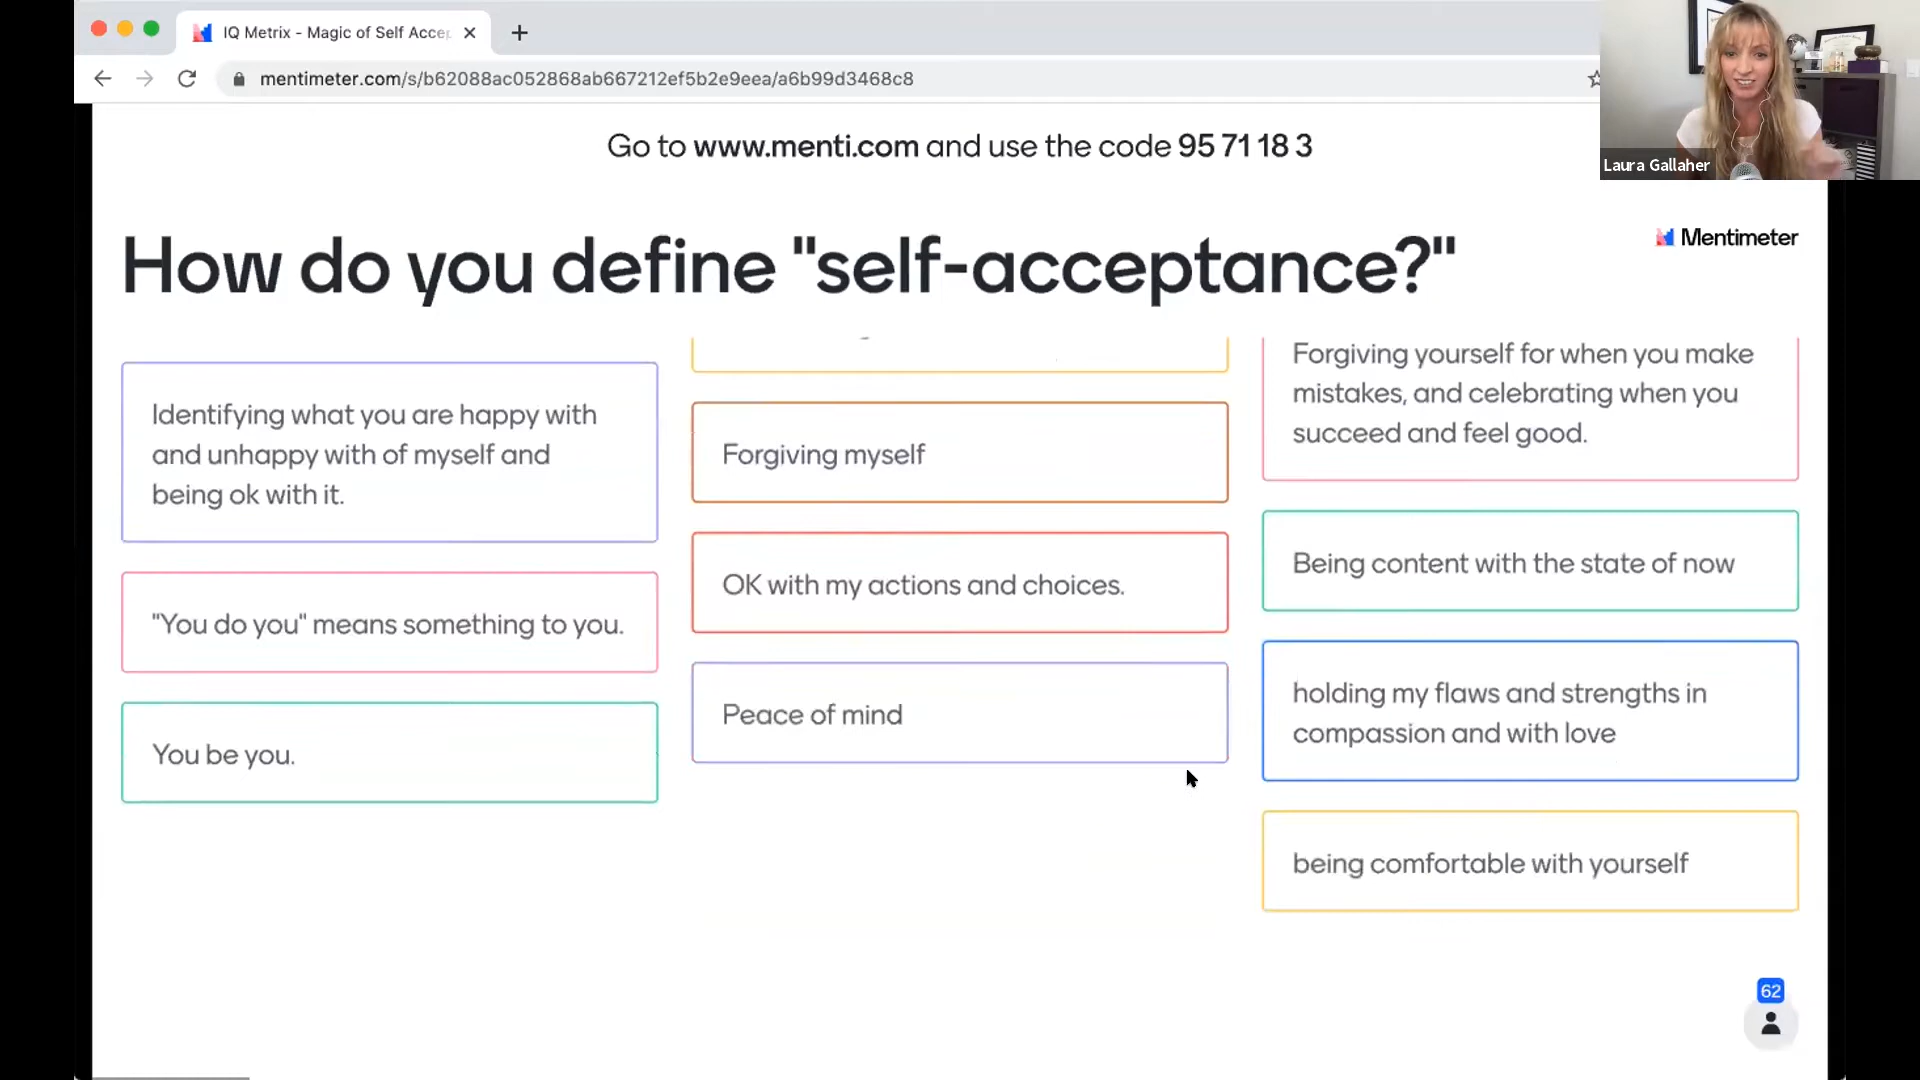 IQ Metrix - Magic of Self Accep
mentimeter.com/s/b62088ac052868ab667212ef5b2e9eea/a6b99d3468c8
Laura Gallaher
Go to www.menti.com and use the code 95 71 18 3
Mentimeter
How do you define "self-acceptance?"
Identifying what you are happy with
and unhappy with of myself and
being ok with it.
"You do you" means something to you.
You be you.
Forgiving myself
OK with my actions and choices.
Peace of mind
Forgiving yourself for when you make
mistakes, and celebrating when you
succeed and feel good.
Being content with the state of now
holding my flaws and strengths in
compassion and with love
being comfortable with yourself
62